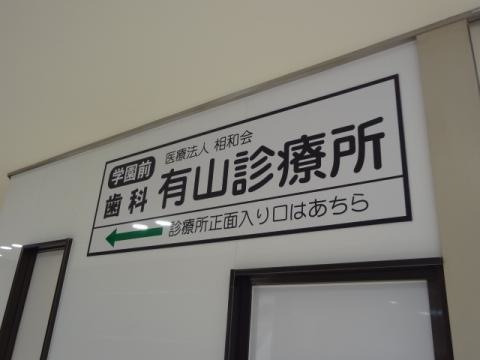 医療法人 相和会
学園前
歯科 有山診療所
診療所正面入り口はあちら